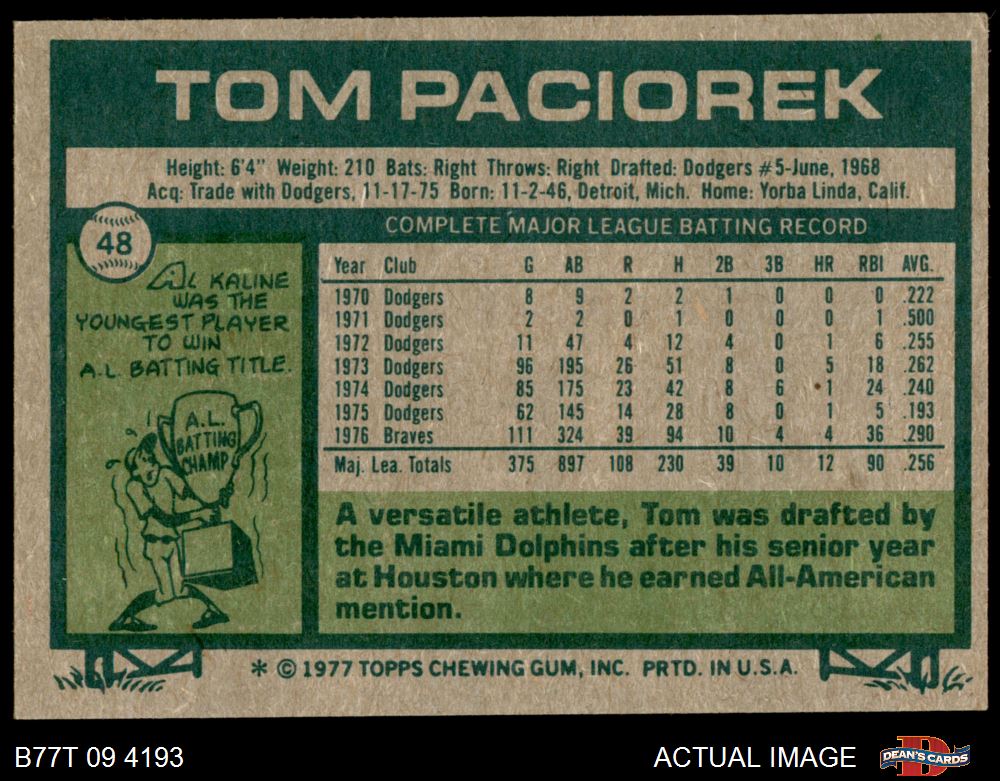 TOM PACIOREK
Height: 6'4" Weight: 210 Bats: Right Throws: Right Drafted: Dodgers #5-June, 1968
Acq: Trade with Dodgers, 11-17-75 Born: 11-2-46, Detroit, Mich. Home: Yorba Linda, Calif.
48
AL KALINE
WAS THE
YOUNGEST PLAYER
TO WIN
A.L. BATTING TITLE.
A.L.
BATTING
CHAMP
COMPLETE MAJOR LEAGUE BATTING RECORD
Year Club G AB R H 2B 3B HR RBI AVG.
1970 Dodgers 8 9 2 2 1 0 0 0 .222
1971 Dodgers 2 2 0 1 0 0 0 1 .500
1972 Dodgers 11 47 4 12 4 0 1 6 .255
1973 Dodgers 96 195 26 51 8 0 5 18 .262
1974 Dodgers 85 175 23 42 8 6 1 24 .240
1975 Dodgers 62 145 14 28 8 0 1 5 .193
1976 Braves 111 324 39 94 10 4 4 36 .290
Maj. Lea. Totals 375 897 108 230 39 10 12 90 .256
A versatile athlete, Tom was drafted by
the Miami Dolphins after his senior year
at Houston where he earned All-American
mention.
* © 1977 TOPPS CHEWING GUM, INC. PRTD. IN U.S.A.
B77T 09 4193
ACTUAL IMAGE
DEAN'S CARDS